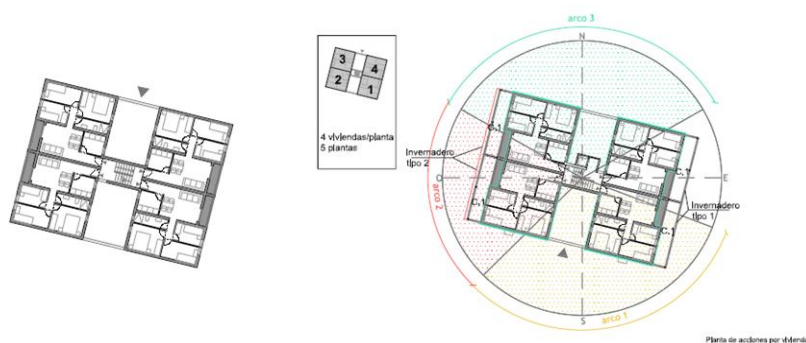 arco 3
N
3
4
2
1
4 viviendas/planta
5 plantas
C.1
Invernadero
tipo 2
C.1
O
E
Invernadero
tipo 1
arco 2
C.1
C.1
S
arco 1
Planta de acciones por vivienda